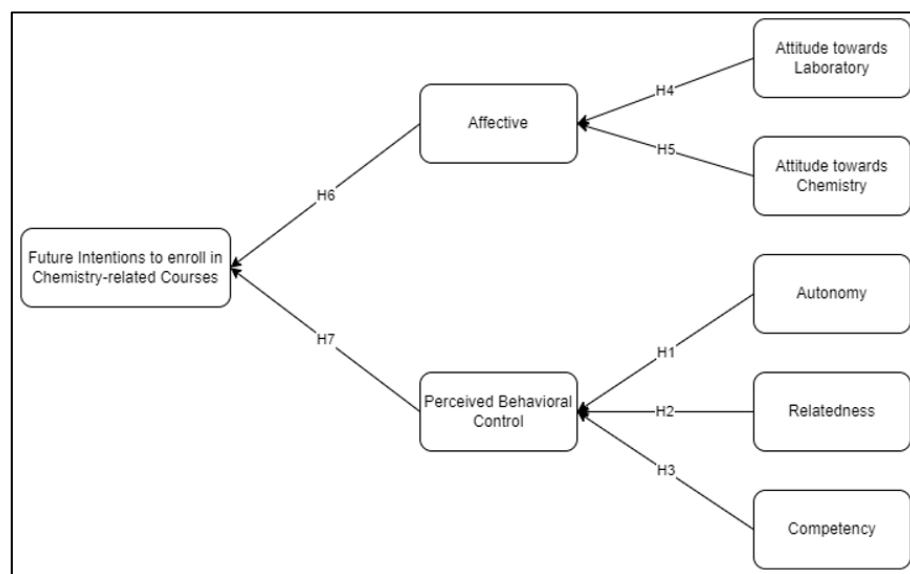 Attitude towards
Laboratory
H4
Affective
H5
Attitude towards
Chemistry
H6
Future Intentions to enroll in
Chemistry-related Courses
Autonomy
H7
H1
Perceived Behavioral
Control
H2
Relatedness
H3
Competency